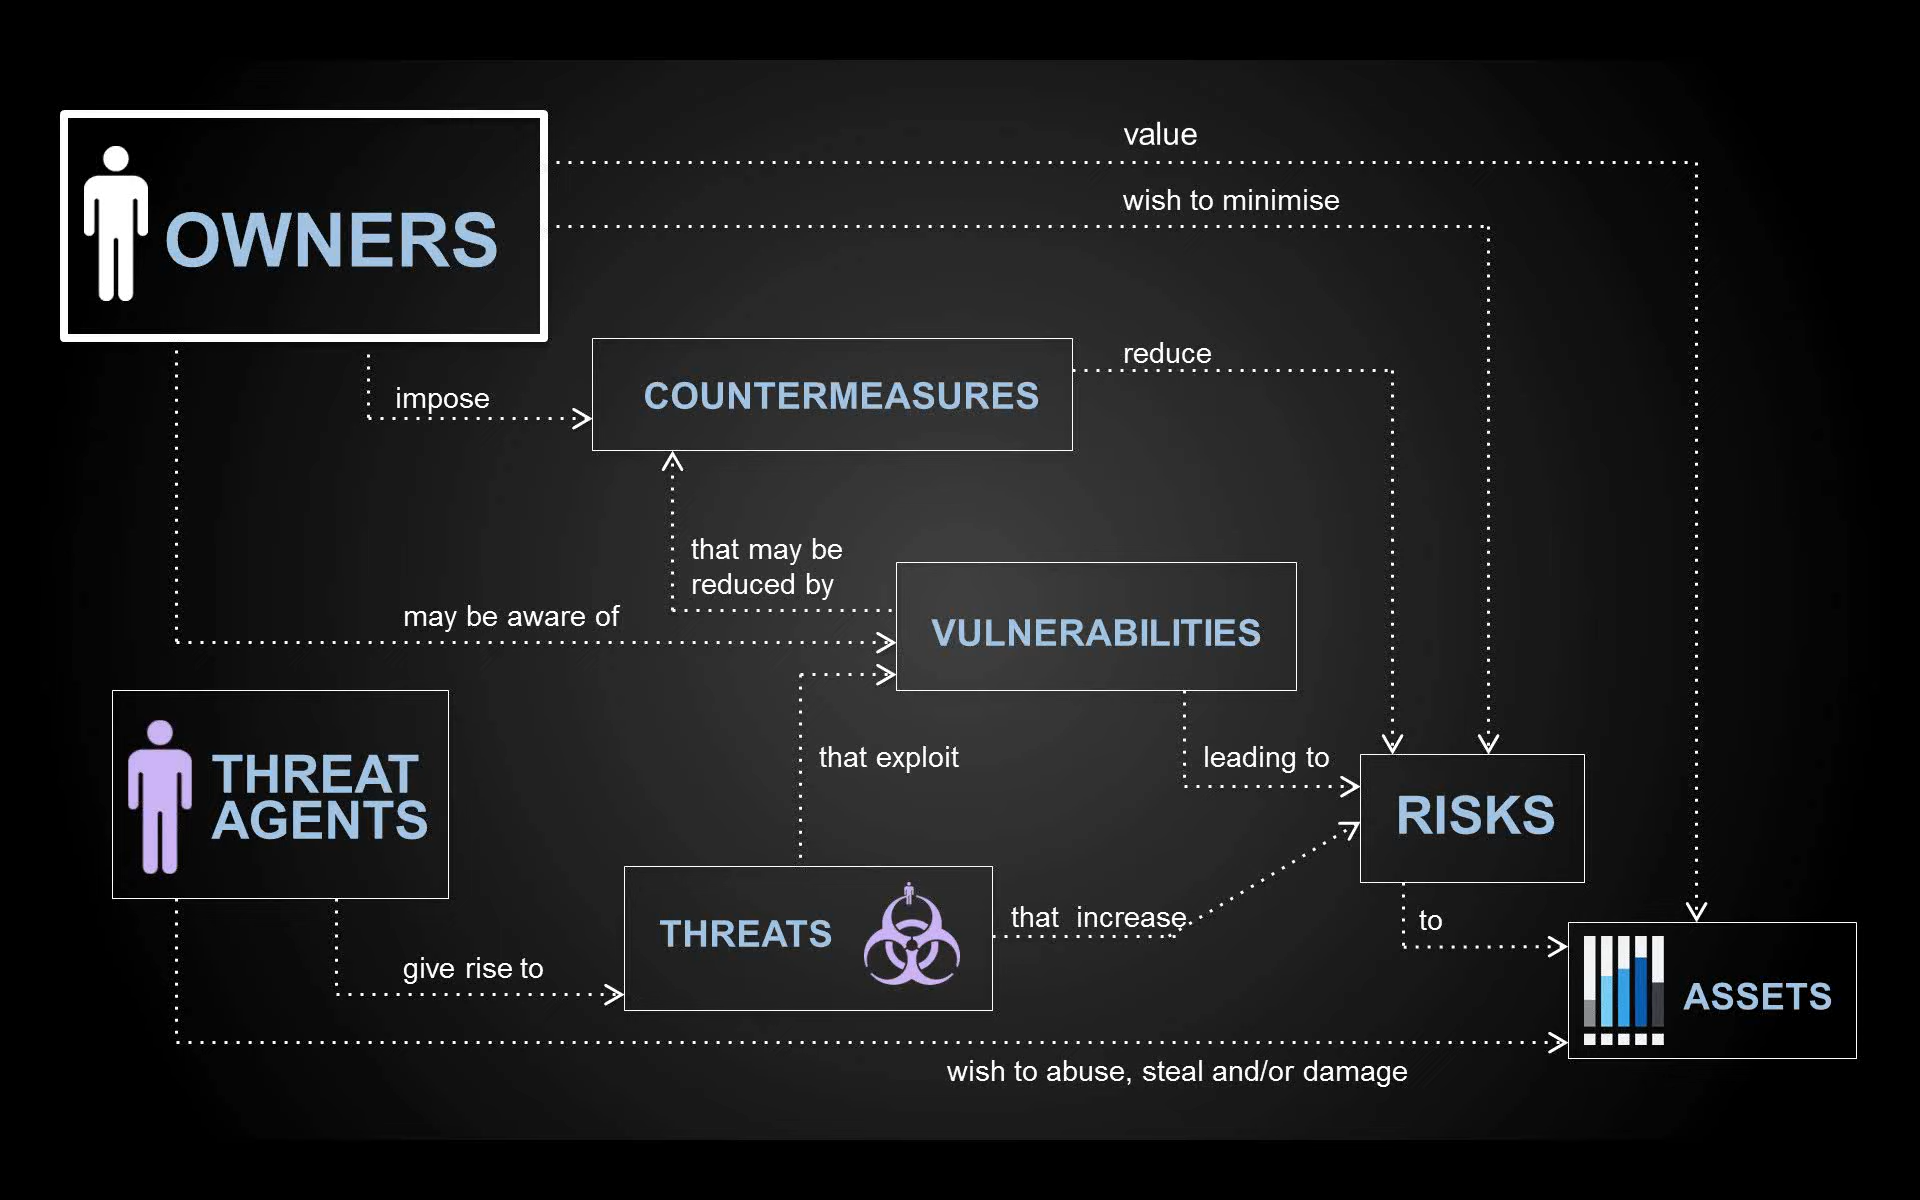 value
wish to minimise
OWNERS
reduce
impose
COUNTERMEASURES
that may be
reduced by
may be aware of
VULNERABILITIES
that exploit
leading to
THREAT
AGENTS
RISKS
THREATS
that increase
to
give rise to
ASSETS
wish to abuse, steal and/or damage